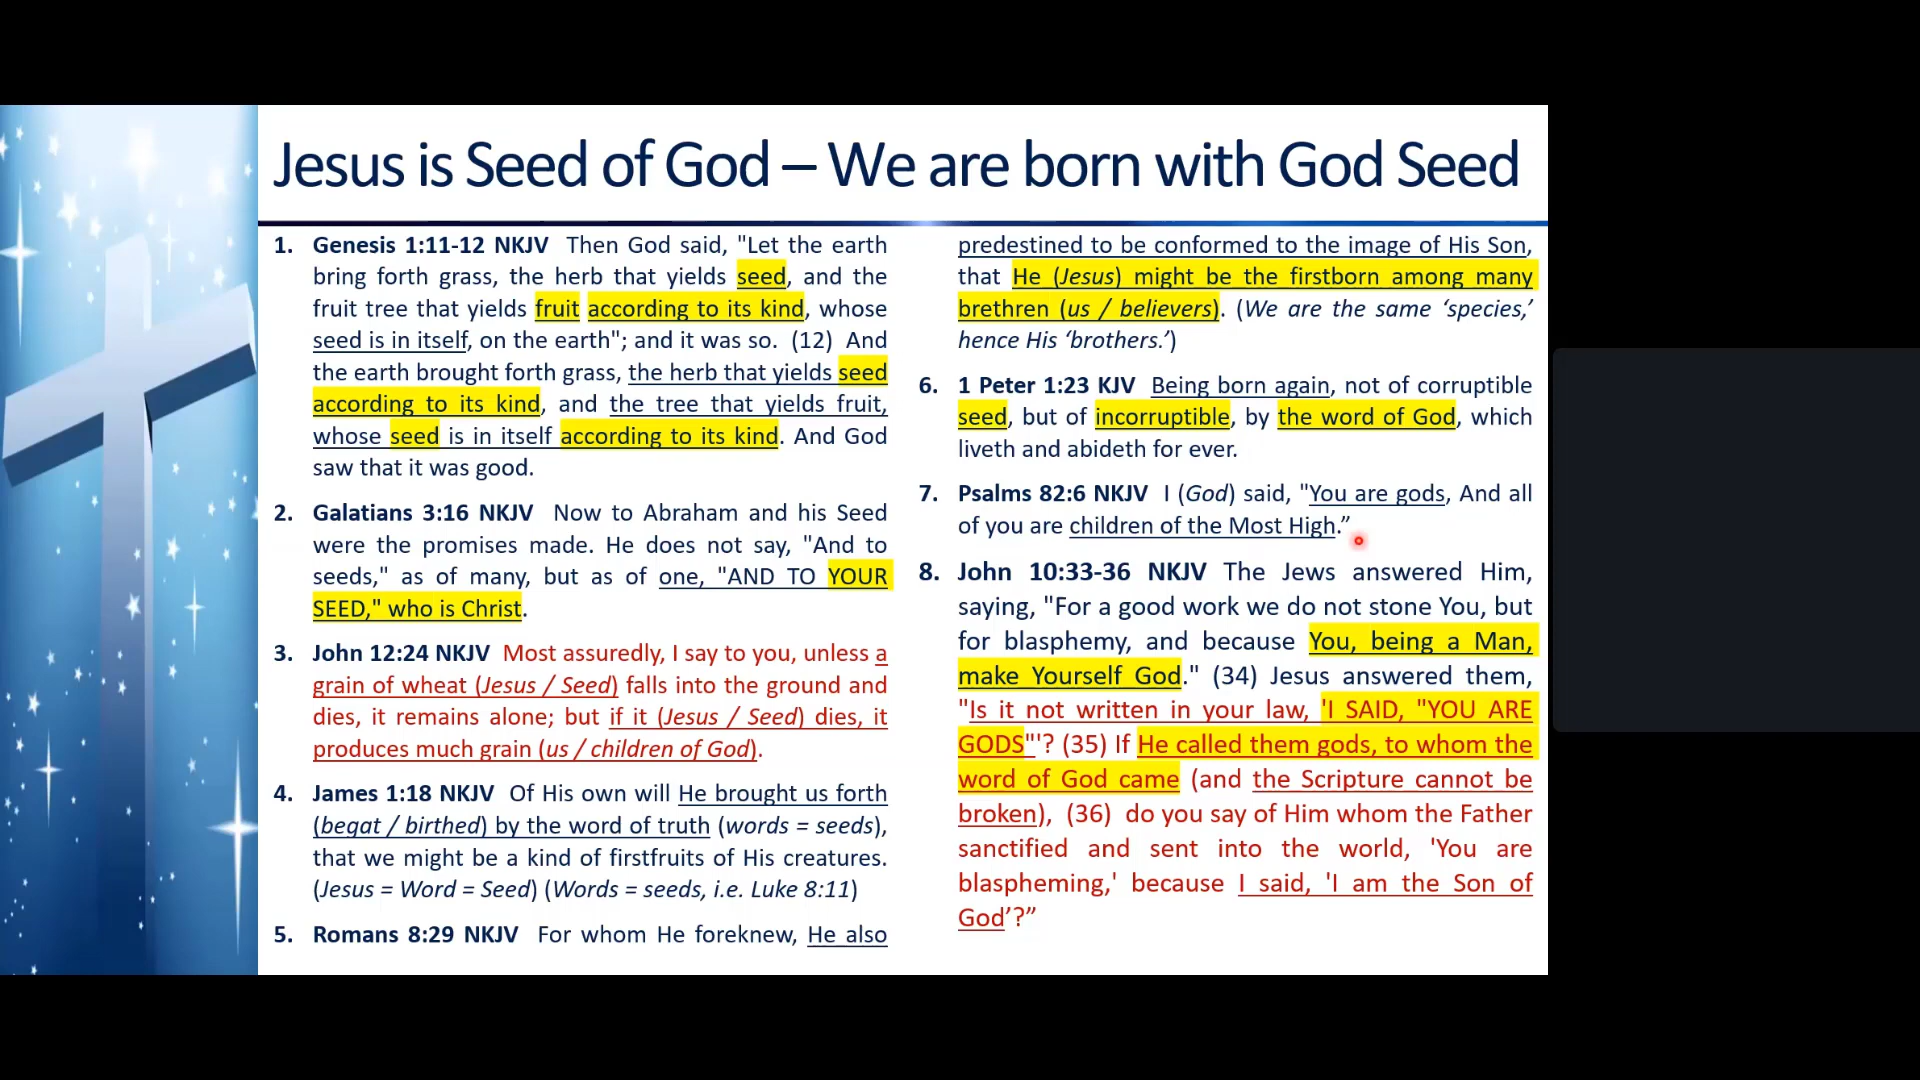 Jesus is Seed of God – We are born with God Seed
1. Genesis 1:11-12 NKJV Then God said, "Let the earth
bring forth grass, the herb that yields seed, and the
fruit tree that yields fruit according to its kind, whose
seed is in itself, on the earth"; and it was so. (12) And
the earth brought forth grass, the herb that yields seed
according to its kind, and the tree that yields fruit,
whose seed is in itself according to its kind. And God
saw that it was good.
2. Galatians 3:16 NKJV Now to Abraham and his Seed
were the promises made. He does not say, "And to
seeds," as of many, but as of one, "AND TO YOUR
SEED," who is Christ.
3. John 12:24 NKJV Most assuredly, I say to you, unless a
grain of wheat (Jesus / Seed) falls into the ground and
dies, it remains alone; but if it (Jesus / Seed) dies, it
produces much grain (us / children of God).
4. James 1:18 NKJV Of His own will He brought us forth
(begat / birthed) by the word of truth (words = seeds),
that we might be a kind of firstfruits of His creatures.
(Jesus = Word = Seed) (Words = seeds, i.e. Luke 8:11)
5. Romans 8:29 NKJV For whom He foreknew, He also
predestined to be conformed to the image of His Son,
that He (Jesus) might be the firstborn among many
brethren (us / believers). (We are the same ‘species,’
hence His ‘brothers.’)
6. 1 Peter 1:23 KJV Being born again, not of corruptible
seed, but of incorruptible, by the word of God, which
liveth and abideth for ever.
7. Psalms 82:6 NKJV I (God) said, "You are gods, And all
of you are children of the Most High.”
8. John 10:33-36 NKJV The Jews answered Him,
saying, "For a good work we do not stone You, but
for blasphemy, and because You, being a Man,
make Yourself God." (34) Jesus answered them,
"Is it not written in your law, 'I SAID, "YOU ARE
GODS"'? (35) If He called them gods, to whom the
word of God came (and the Scripture cannot be
broken), (36) do you say of Him whom the Father
sanctified and sent into the world, 'You are
blaspheming,' because I said, 'I am the Son of
God’?”